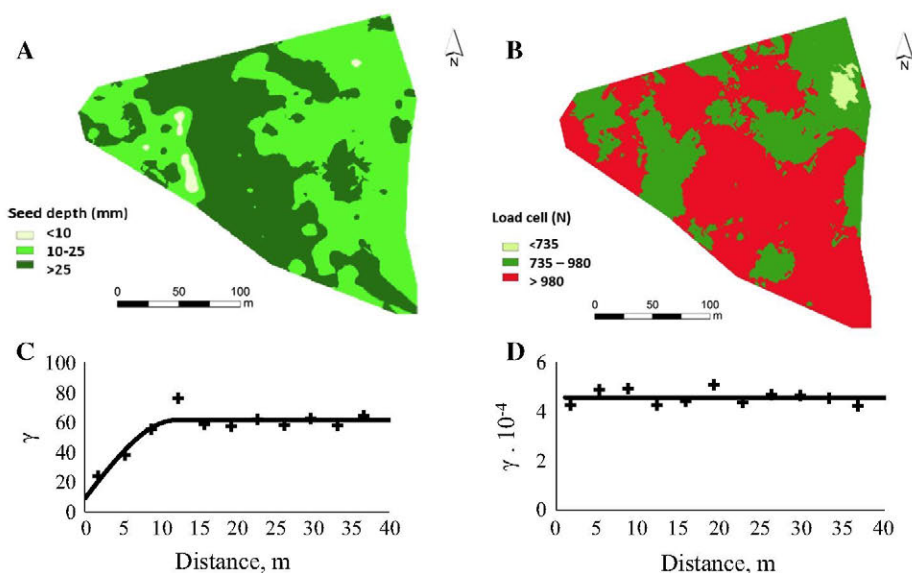 A
N
Seed depth (mm)
<10
10-25
>25
0 50 100
m
B
N
Load cell (N)
<735
735 – 980
> 980
0 50 100
m
C
100
80
60
40
20
0
γ
0 5 10 15 20 25 30 35 40
Distance, m
D
6
4
2
0
γ . 10-4
0 5 10 15 20 25 30 35 40
Distance, m